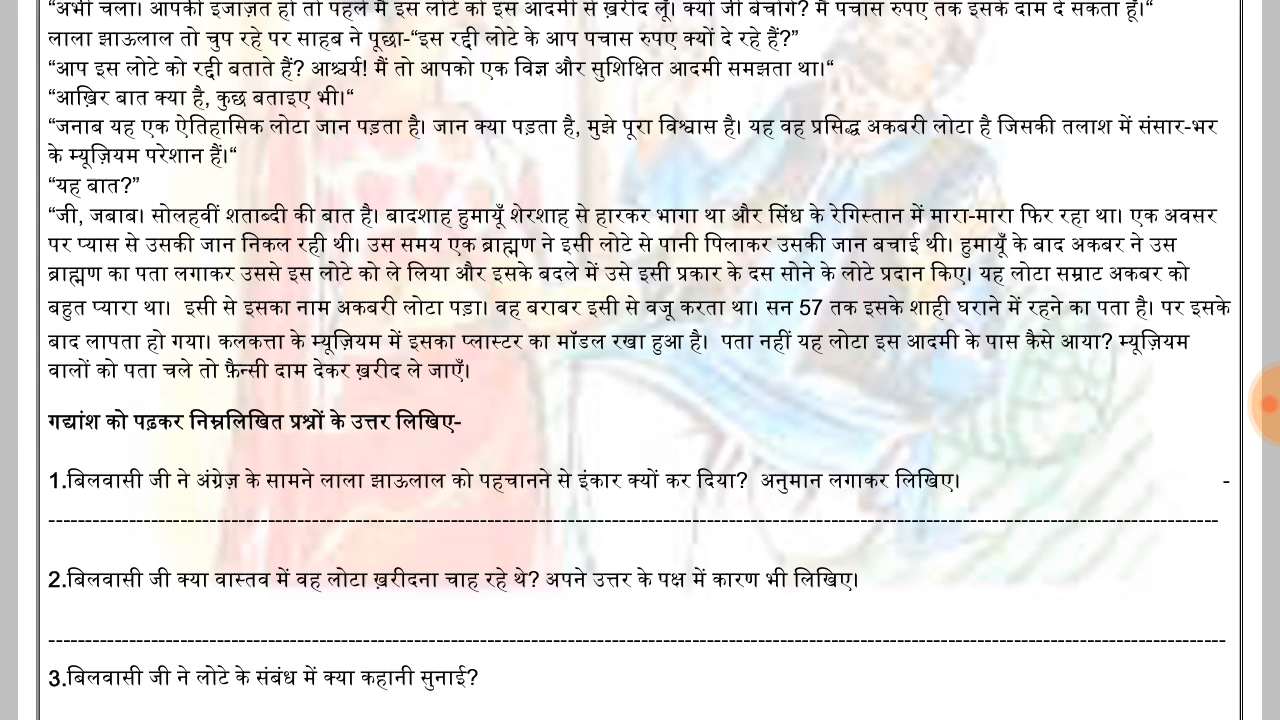 “अभी चला। आपकी इजाज़त हो तो पहले मैं इस लोटे को इस आदमी से ख़रीद लूँ। क्यों जी बेचोगे? मैं पचास रुपए तक इसके दाम दे सकता हूँ।“
लाला झाऊलाल तो चुप रहे पर साहब ने पूछा-“इस रद्दी लोटे के आप पचास रुपए क्यों दे रहे हैं?”
“आप इस लोटे को रद्दी बताते हैं? आश्चर्य! मैं तो आपको एक विज्ञ और सुशिक्षित आदमी समझता था।“
“आख़िर बात क्या है, कुछ बताइए भी।“
“जनाब यह एक ऐतिहासिक लोटा जान पड़ता है। जान क्या पड़ता है, मुझे पूरा विश्वास है। यह वह प्रसिद्ध अकबरी लोटा है जिसकी तलाश में संसार-भर
के म्यूज़ियम परेशान हैं।“
“यह बात?”
“जी, जबाब। सोलहवीं शताब्दी की बात है। बादशाह हुमायूँ शेरशाह से हारकर भागा था और सिंध के रेगिस्तान में मारा-मारा फिर रहा था। एक अवसर
पर प्यास से उसकी जान निकल रही थी। उस समय एक ब्राह्मण ने इसी लोटे से पानी पिलाकर उसकी जान बचाई थी। हुमायूँ के बाद अकबर ने उस
ब्राह्मण का पता लगाकर उससे इस लोटे को ले लिया और इसके बदले में उसे इसी प्रकार के दस सोने के लोटे प्रदान किए। यह लोटा सम्राट अकबर को
बहुत प्यारा था।  इसी से इसका नाम अकबरी लोटा पड़ा। वह बराबर इसी से वजू करता था। सन 57 तक इसके शाही घराने में रहने का पता है। पर इसके
बाद लापता हो गया। कलकत्ता के म्यूज़ियम में इसका प्लास्टर का मॉडल रखा हुआ है।  पता नहीं यह लोटा इस आदमी के पास कैसे आया? म्यूज़ियम
वालों को पता चले तो फ़ैन्सी दाम देकर ख़रीद ले जाएँ।
गद्यांश को पढ़कर निम्नलिखित प्रश्नों के उत्तर लिखिए-
1.बिलवासी जी ने अंग्रेज़ के सामने लाला झाऊलाल को पहचानने से इंकार क्यों कर दिया?  अनुमान लगाकर लिखिए। -
2.बिलवासी जी क्या वास्तव में वह लोटा ख़रीदना चाह रहे थे? अपने उत्तर के पक्ष में कारण भी लिखिए।
3.बिलवासी जी ने लोटे के संबंध में क्या कहानी सुनाई?